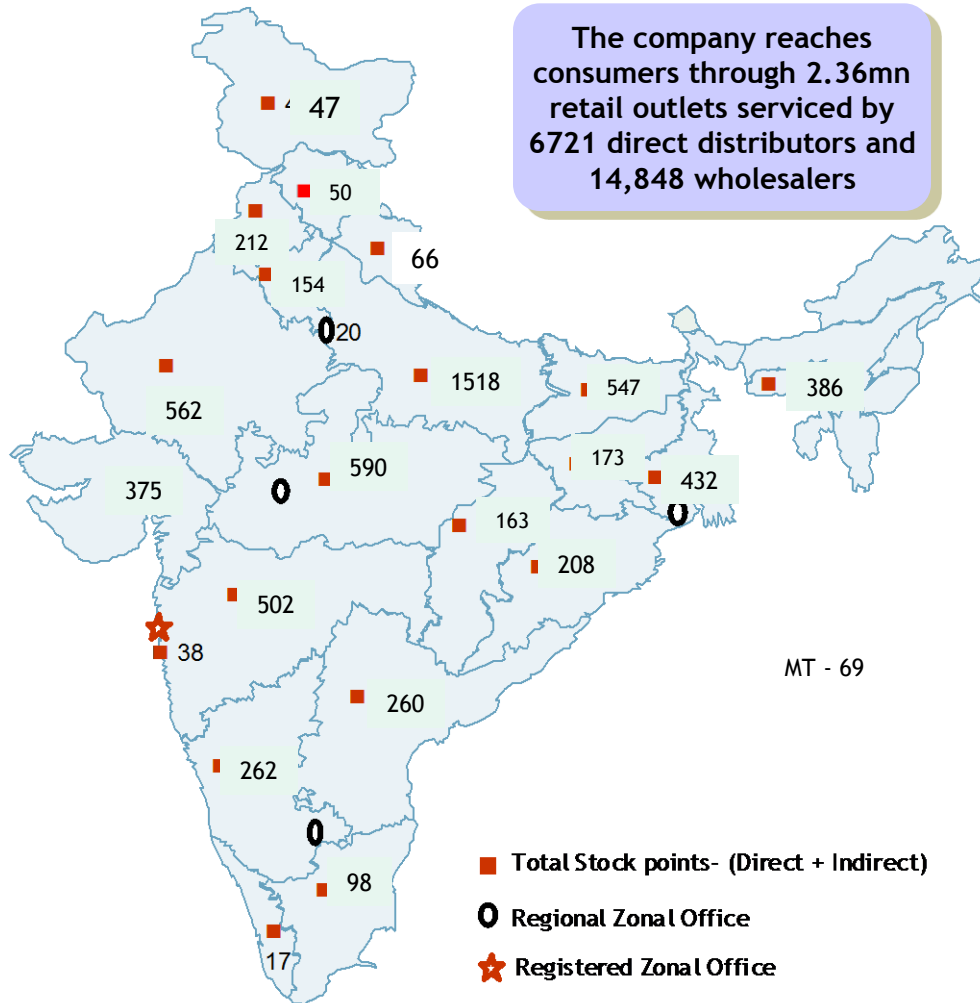 The company reaches
consumers through 2.36mn
retail outlets serviced by
6721 direct distributors and
14,848 wholesalers
47
50
212
66
154
20
1518
547
386
562
590
173
432
375
163
208
502
38
MT - 69
260
262
98
17
Total Stock points- (Direct + Indirect)
Regional Zonal Office
Registered Zonal Office